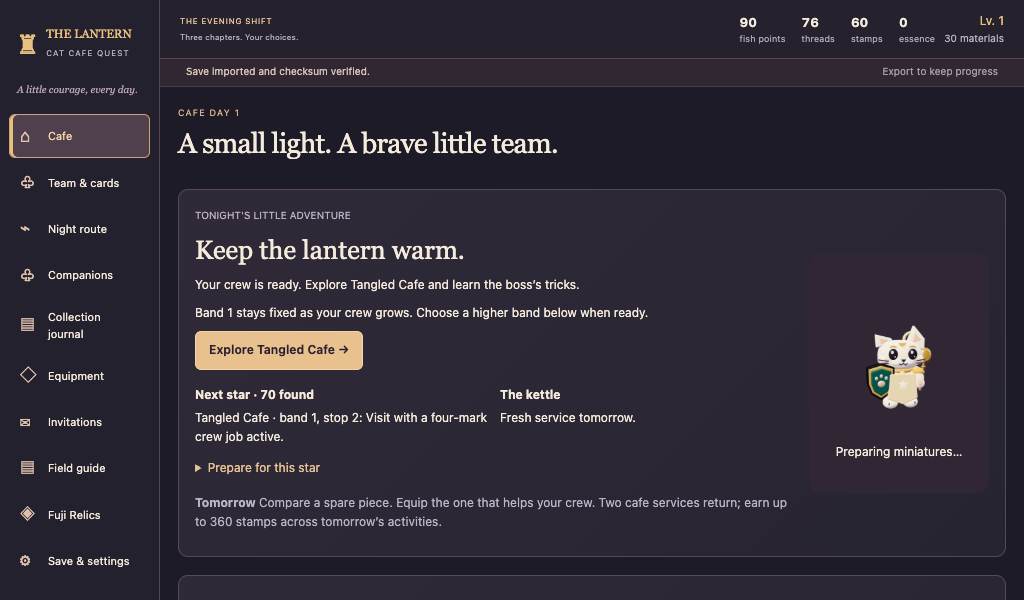 THE LANTERN
CAT CAFE QUEST
A little courage, every day.
Cafe
Team & cards
Night route
Companions
Collection
journal
Equipment
Invitations
Field guide
Fuji Relics
Save & settings
THE EVENING SHIFT
Three chapters. Your choices.
90
fish points
76
threads
60
stamps
0
essence
Lv. 1
30 materials
Save imported and checksum verified.
Export to keep progress
CAFE DAY 1
A small light. A brave little team.
TONIGHT'S LITTLE ADVENTURE
Keep the lantern warm.
Your crew is ready. Explore Tangled Cafe and learn the boss's tricks.
Band 1 stays fixed as your crew grows. Choose a higher band below when ready.
Explore Tangled Cafe →
Next star · 70 found
Tangled Cafe · band 1, stop 2: Visit with a four-mark
crew job active.
The kettle
Fresh service tomorrow.
Prepare for this star
Tomorrow Compare a spare piece. Equip the one that helps your crew. Two cafe services return; earn up
to 360 stamps across tomorrow's activities.
Preparing miniatures…